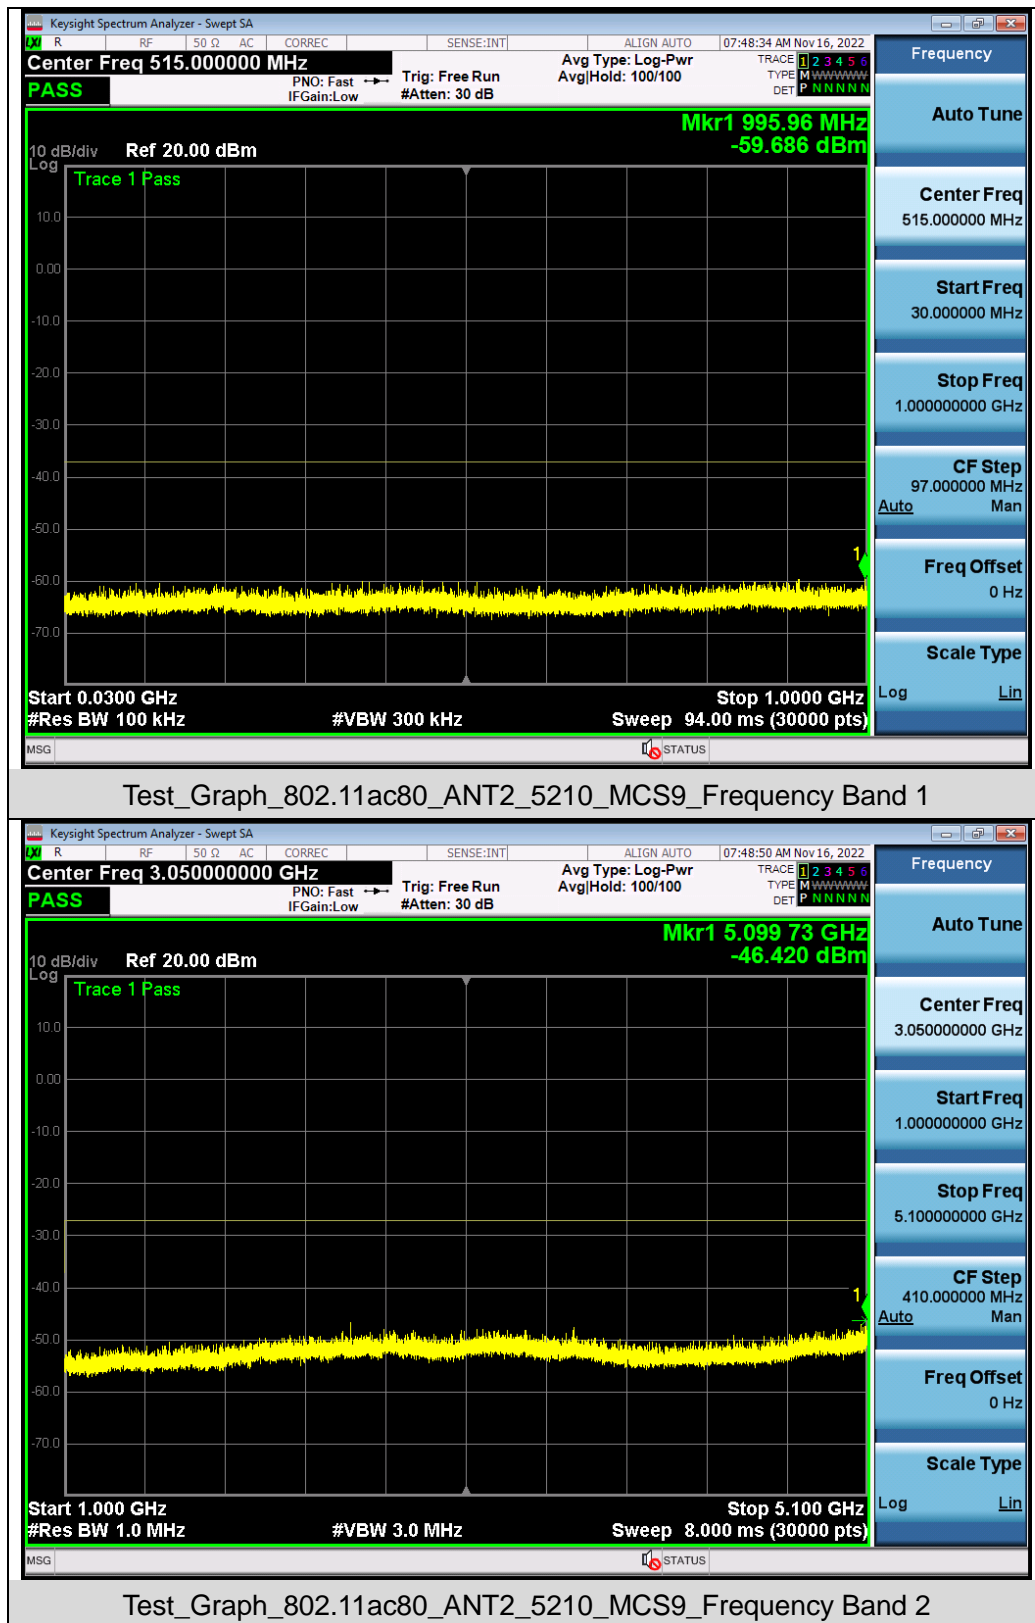 Keysight Spectrum Analyzer - Swept SA
LXI R RF 50 Ω AC CORREC SENSE:INT ALIGN AUTO 07:48:34 AM Nov 16, 2022
Center Freq 515.000000 MHz
PASS
PNO: Fast
IFGain:Low
Trig: Free Run
#Atten: 30 dB
Avg Type: Log-Pwr
Avg|Hold: 100/100
TRACE 1 2 3 4 5 6
TYPE M WWWWW
DET P N N N N N
Mkr1 995.96 MHz
-59.686 dBm
10 dB/div Ref 20.00 dBm
Log
Trace 1 Pass
10.0
0.00
-10.0
-20.0
-30.0
-40.0
-50.0
1
-60.0
-70.0
Start 0.0300 GHz Stop 1.0000 GHz
#Res BW 100 kHz #VBW 300 kHz Sweep 94.00 ms (30000 pts)
MSG STATUS
Frequency
Auto Tune
Center Freq
515.000000 MHz
Start Freq
30.000000 MHz
Stop Freq
1.000000000 GHz
CF Step
97.000000 MHz
Auto Man
Freq Offset
0 Hz
Scale Type
Log Lin
Test_Graph_802.11ac80_ANT2_5210_MCS9_Frequency Band 1
Keysight Spectrum Analyzer - Swept SA
LXI R RF 50 Ω AC CORREC SENSE:INT ALIGN AUTO 07:48:50 AM Nov 16, 2022
Center Freq 3.050000000 GHz
PASS
PNO: Fast
IFGain:Low
Trig: Free Run
#Atten: 30 dB
Avg Type: Log-Pwr
Avg|Hold: 100/100
TRACE 1 2 3 4 5 6
TYPE M WWWWW
DET P N N N N N
Mkr1 5.099 73 GHz
-46.420 dBm
10 dB/div Ref 20.00 dBm
Log
Trace 1 Pass
10.0
0.00
-10.0
-20.0
-30.0
-40.0
1
-50.0
-60.0
-70.0
Start 1.000 GHz Stop 5.100 GHz
#Res BW 1.0 MHz #VBW 3.0 MHz Sweep 8.000 ms (30000 pts)
MSG STATUS
Frequency
Auto Tune
Center Freq
3.050000000 GHz
Start Freq
1.000000000 GHz
Stop Freq
5.100000000 GHz
CF Step
410.000000 MHz
Auto Man
Freq Offset
0 Hz
Scale Type
Log Lin
Test_Graph_802.11ac80_ANT2_5210_MCS9_Frequency Band 2